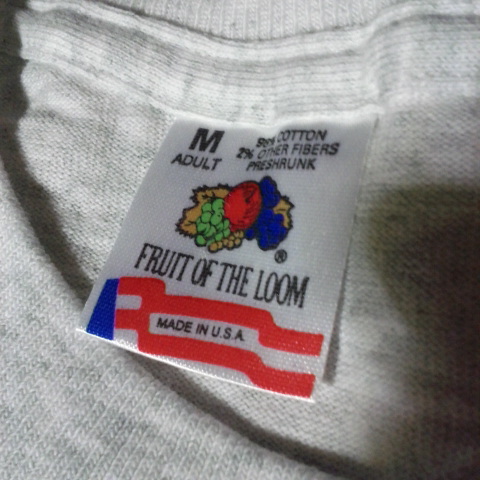 M
ADULT
98% COTTON
2% OTHER FIBERS
PRESHRUNK
®
FRUIT OF THE LOOM
MADE IN U.S.A.